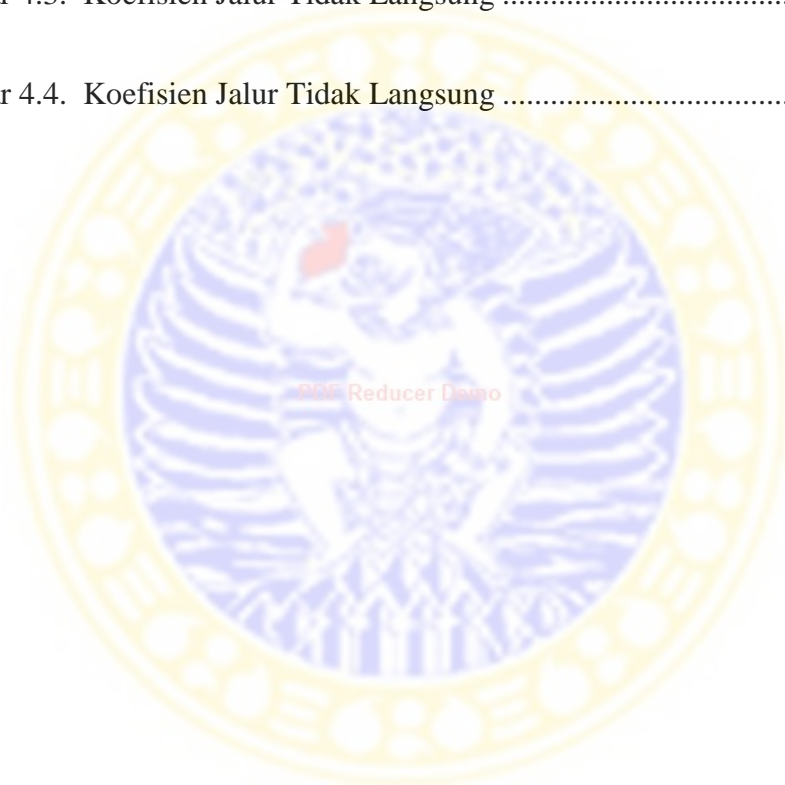 r 4.3. Koefisien Jalur Tidak Langsung ....................................
r 4.4. Koefisien Jalur Tidak Langsung ....................................
PDF Reducer Demo